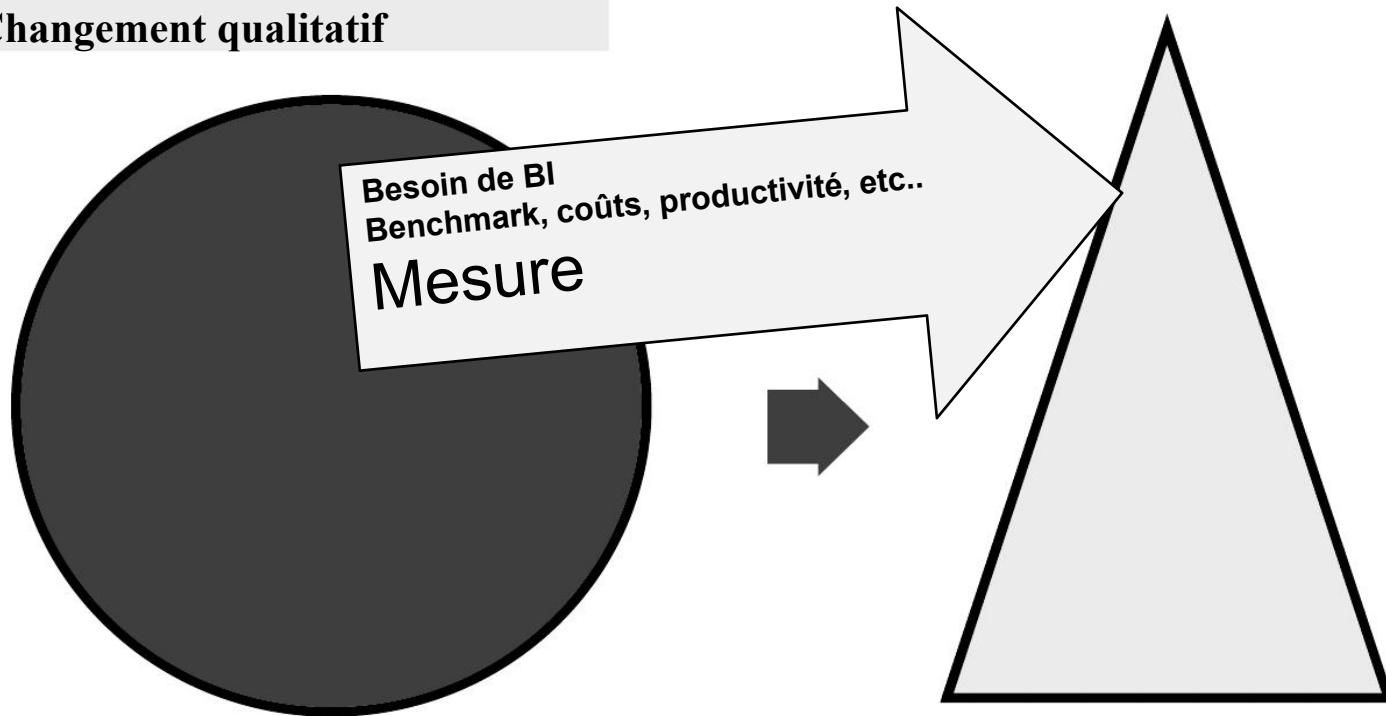 Changement qualitatif
Besoin de BI
Benchmark, coûts, productivité, etc..
Mesure